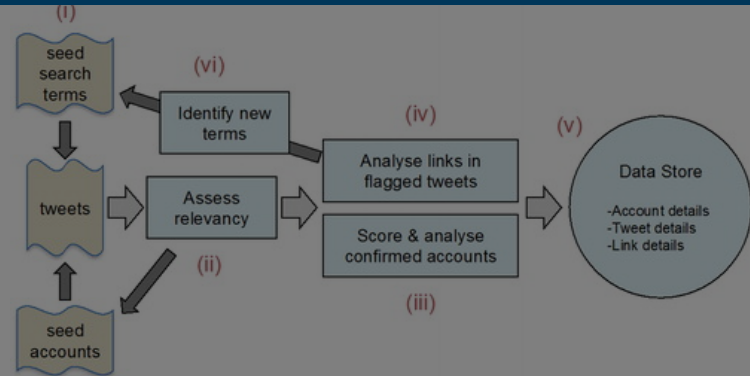 (i)
seed
search
terms
(vi)
Identify new
terms
(iv)
Analyse links in
flagged tweets
(v)
Data Store
-Account details
-Tweet details
-Link details
tweets
Assess
relevancy
(ii)
Score & analyse
confirmed accounts
(iii)
seed
accounts